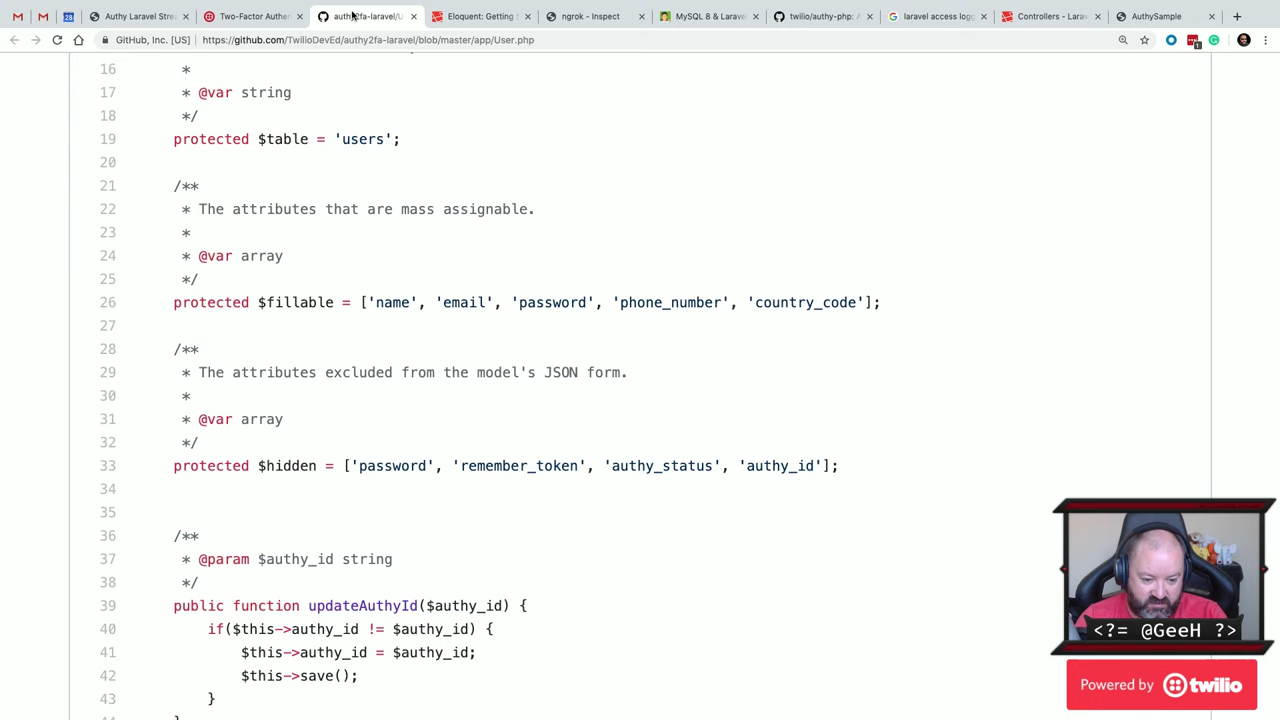 Authy Laravel Stre
Two-Factor Authen
authy2fa-laravel/U
Eloquent: Getting S
ngrok - Inspect
MySQL 8 & Larave
twilio/authy-php: A
laravel access logg
Controllers - Larav
AuthySample
GitHub, Inc. [US]
https://github.com/TwilioDevEd/authy2fa-laravel/blob/master/app/User.php
16 *
17 * @var string
18 */
19 protected $table = 'users';
20
21 /**
22 * The attributes that are mass assignable.
23 *
24 * @var array
25 */
26 protected $fillable = ['name', 'email', 'password', 'phone_number', 'country_code'];
27
28 /**
29 * The attributes excluded from the model's JSON form.
30 *
31 * @var array
32 */
33 protected $hidden = ['password', 'remember_token', 'authy_status', 'authy_id'];
34
35
36 /**
37 * @param $authy_id string
38 */
39 public function updateAuthyId($authy_id) {
40 if($this->authy_id != $authy_id) {
41 $this->authy_id = $authy_id;
42 $this->save();
43 }
<?= @GeeH ?>
Powered by twilio